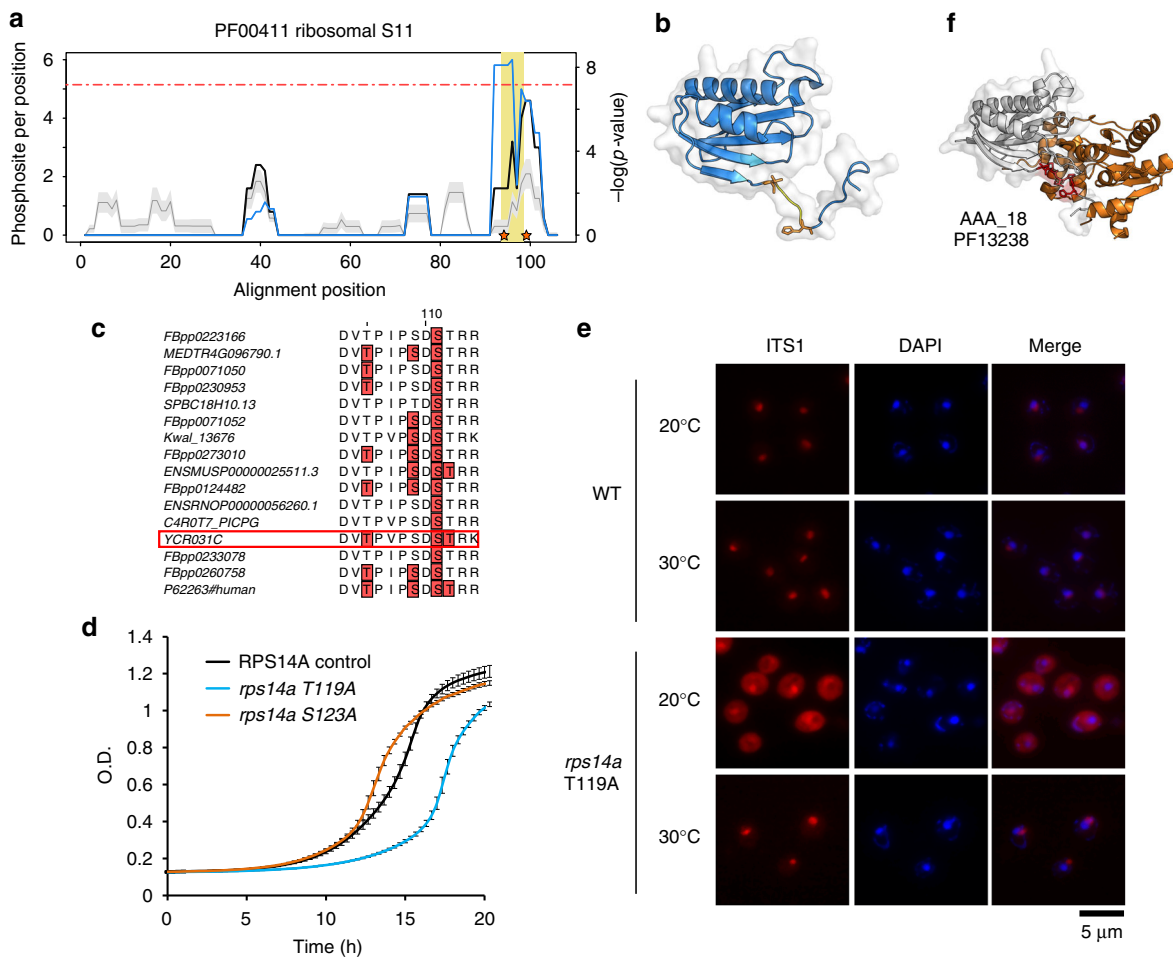 a
PF00411 ribosomal S11
Phosphosite per position
6
4
2
0
8
4
0
–log(p-value)
0
20
40
60
80
100
Alignment position
b
f
AAA_18
PF13238
c
110
FBpp0223166 DVTPIPSDSTRR
MEDTR4G096790.1 DVTPIPSDSTRR
FBpp0071050 DVTPIPSDSTRR
FBpp0230953 DVTPIPSDSTRR
SPBC18H10.13 DVTPIPTDSTRR
FBpp0071052 DVTPIPSDSTRR
Kwal_13676 DVTPVPSDSTRK
FBpp0273010 DVTPIPSDSTRR
ENSMUSP00000025511.3 DVTPIPSDSTRR
FBpp0124482 DVTPIPSDSTRR
ENSRNOP00000056260.1 DVTPIPSDSTRR
C4R0T7_PICPG DVTPVPSDSTRR
YCR031C DVTPVPSDSTRK
FBpp0233078 DVTPIPSDSTRR
FBpp0260758 DVTPIPSDSTRR
P62263#human DVTPIPSDSTRR
d
O.D.
1.4
1.2
1
0.8
0.6
0.4
0.2
0
RPS14A control
rps14a T119A
rps14a S123A
0
5
10
15
20
Time (h)
e
ITS1
DAPI
Merge
WT
20°C
30°C
rps14a
T119A
20°C
30°C
5 μm